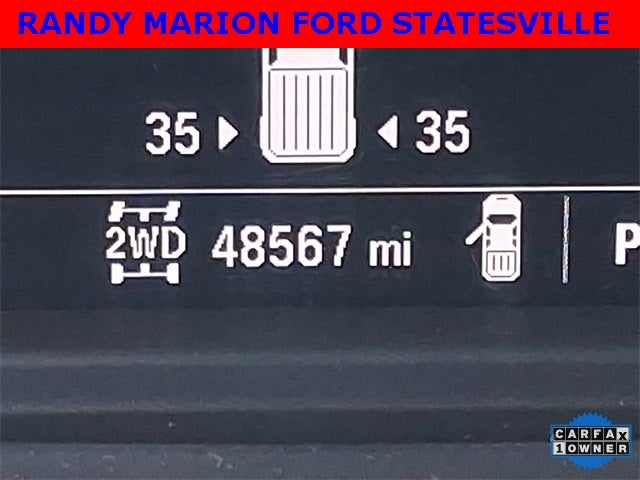 RANDY MARION FORD STATESVILLE
35 35
2WD 48567 mi P
CARFAX
1 OWNER